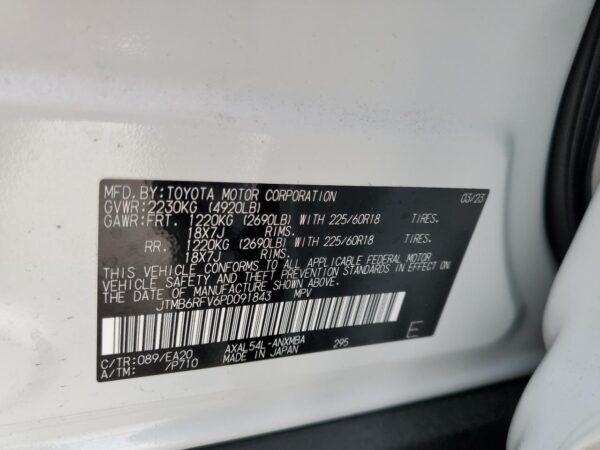 MFD. BY: TOYOTA MOTOR CORPORATION 03/23
GVWR: 2230KG (4920LB)
GAWR: FRT. 1220KG (2690LB) WITH 225/60R18 TIRES.
18X7J RIMS.
RR. 1220KG (2690LB) WITH 225/60R18 TIRES.
18X7J RIMS.
THIS VEHICLE CONFORMS TO ALL APPLICABLE FEDERAL MOTOR
VEHICLE SAFETY AND THEFT PREVENTION STANDARDS IN EFFECT ON
THE DATE OF MANUFACTURE SHOWN ABOVE.
JTMB6RFV6PD091843 MPV
C/TR: 089/EA20 AXAL54L-ANXMBA 295 E
A/TM: /P710 MADE IN JAPAN